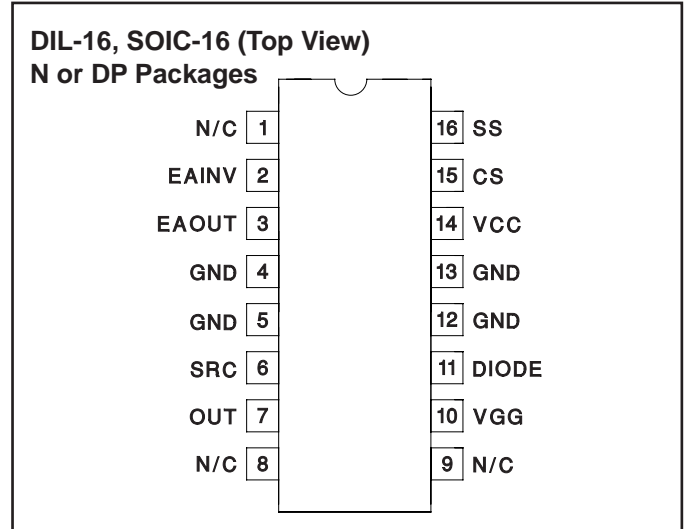 DIL-16, SOIC-16 (Top View)
N or DP Packages
N/C 1 16 SS
EAINV 2 15 CS
EAOUT 3 14 VCC
GND 4 13 GND
GND 5 12 GND
SRC 6 11 DIODE
OUT 7 10 VGG
N/C 8 9 N/C